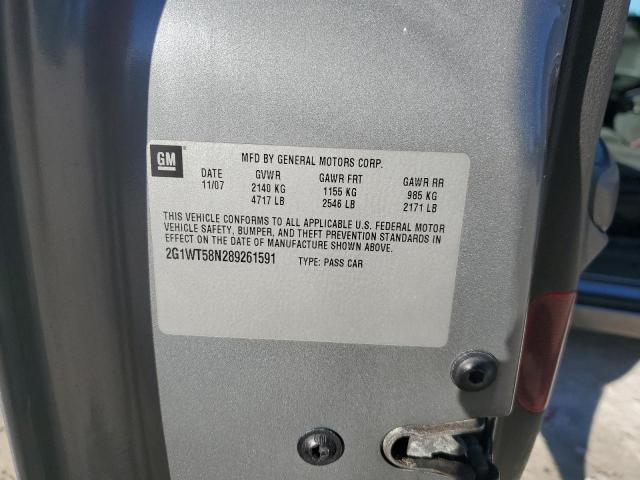 GM
MFD BY GENERAL MOTORS CORP.
DATE GVWR GAWR FRT GAWR RR
11/07 2140 KG 1155 KG 985 KG
4717 LB 2546 LB 2171 LB
THIS VEHICLE CONFORMS TO ALL APPLICABLE U.S. FEDERAL MOTOR
VEHICLE SAFETY, BUMPER, AND THEFT PREVENTION STANDARDS IN
EFFECT ON THE DATE OF MANUFACTURE SHOWN ABOVE.
2G1WT58N289261591 TYPE: PASS CAR